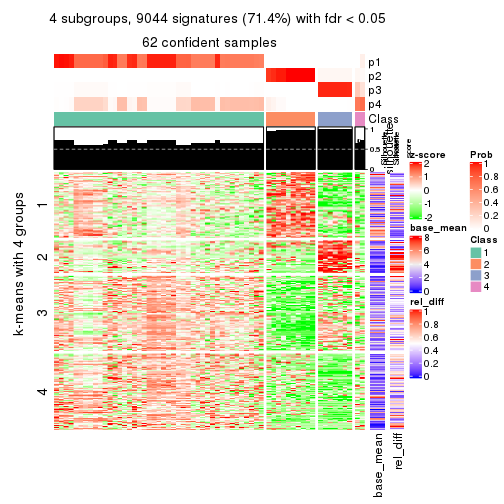 4 subgroups, 9044 signatures (71.4%) with fdr < 0.05
62 confident samples
p1
p2
p3
p4
Class
1
0.5
0
silhouette
score
k-means with 4 groups
1
2
3
4
base_mean
rel_diff
z-score
2
1
0
-1
-2
base_mean
8
6
4
2
0
rel_diff
1
0.8
0.6
0.4
0.2
0
Prob
1
0.8
0.6
0.4
0.2
0
Class
1
2
3
4